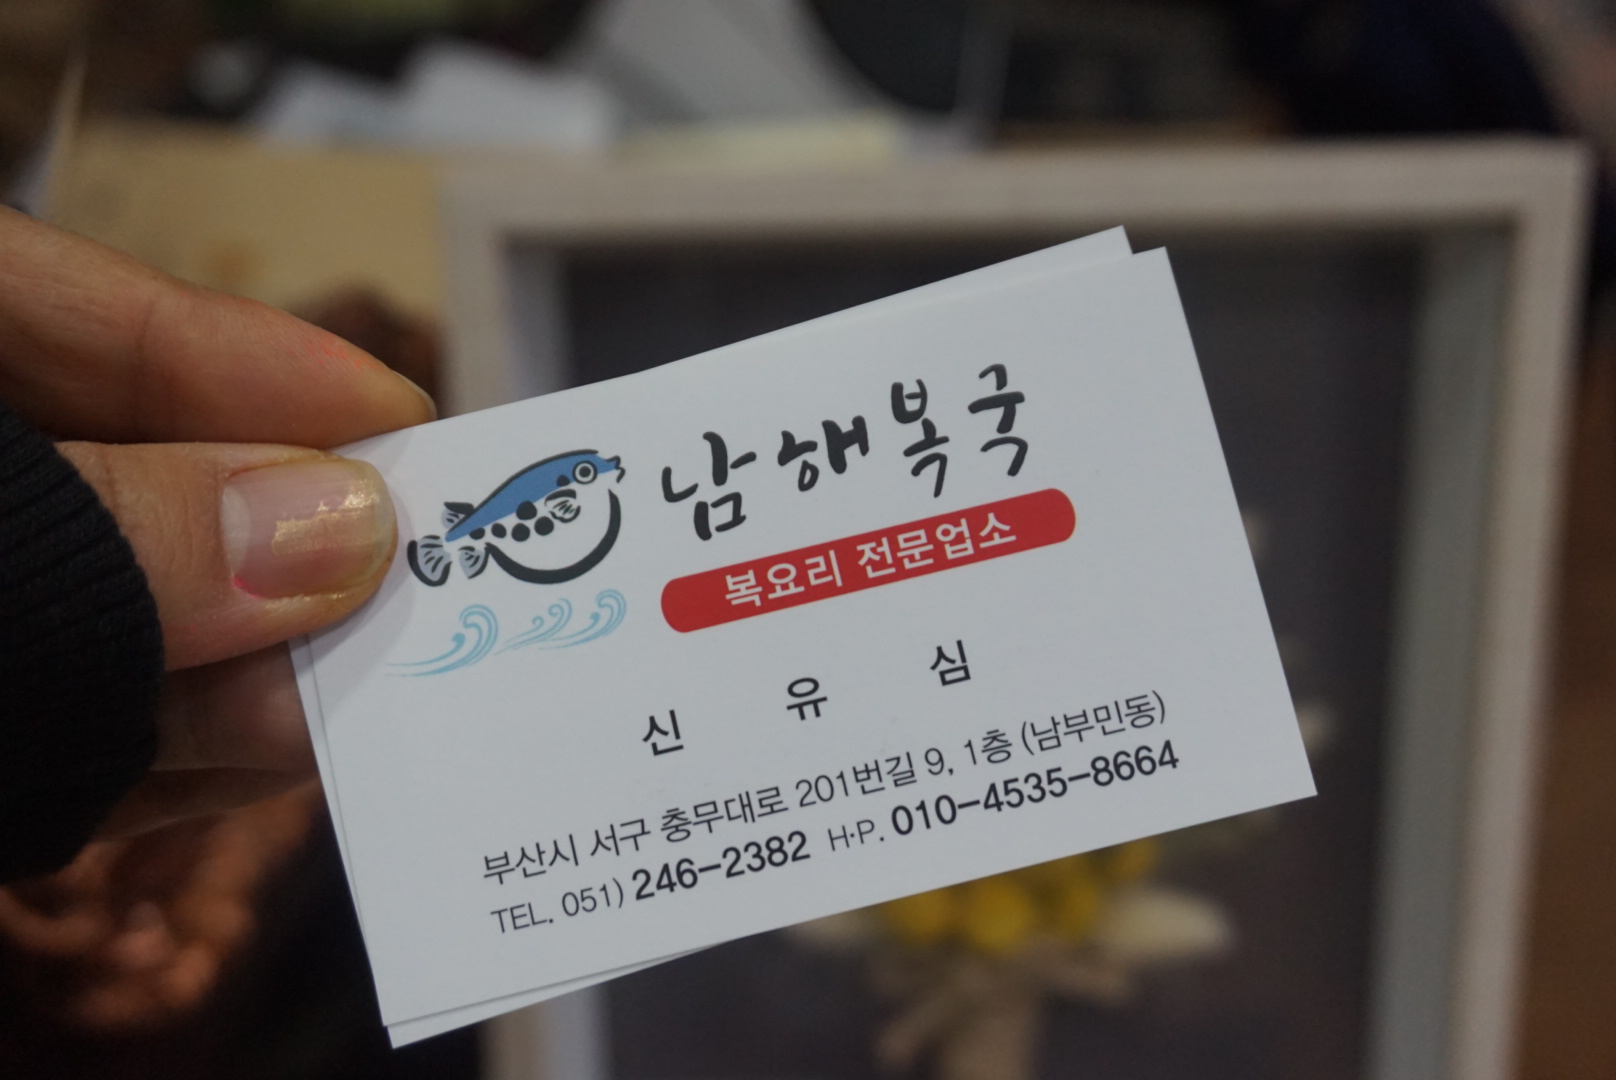 남해복국
복요리 전문업소
신 유 심
부산시 서구 충무대로 201번길 9, 1층 (남부민동)
TEL. 051) 246-2382 H·P. 010-4535-8664